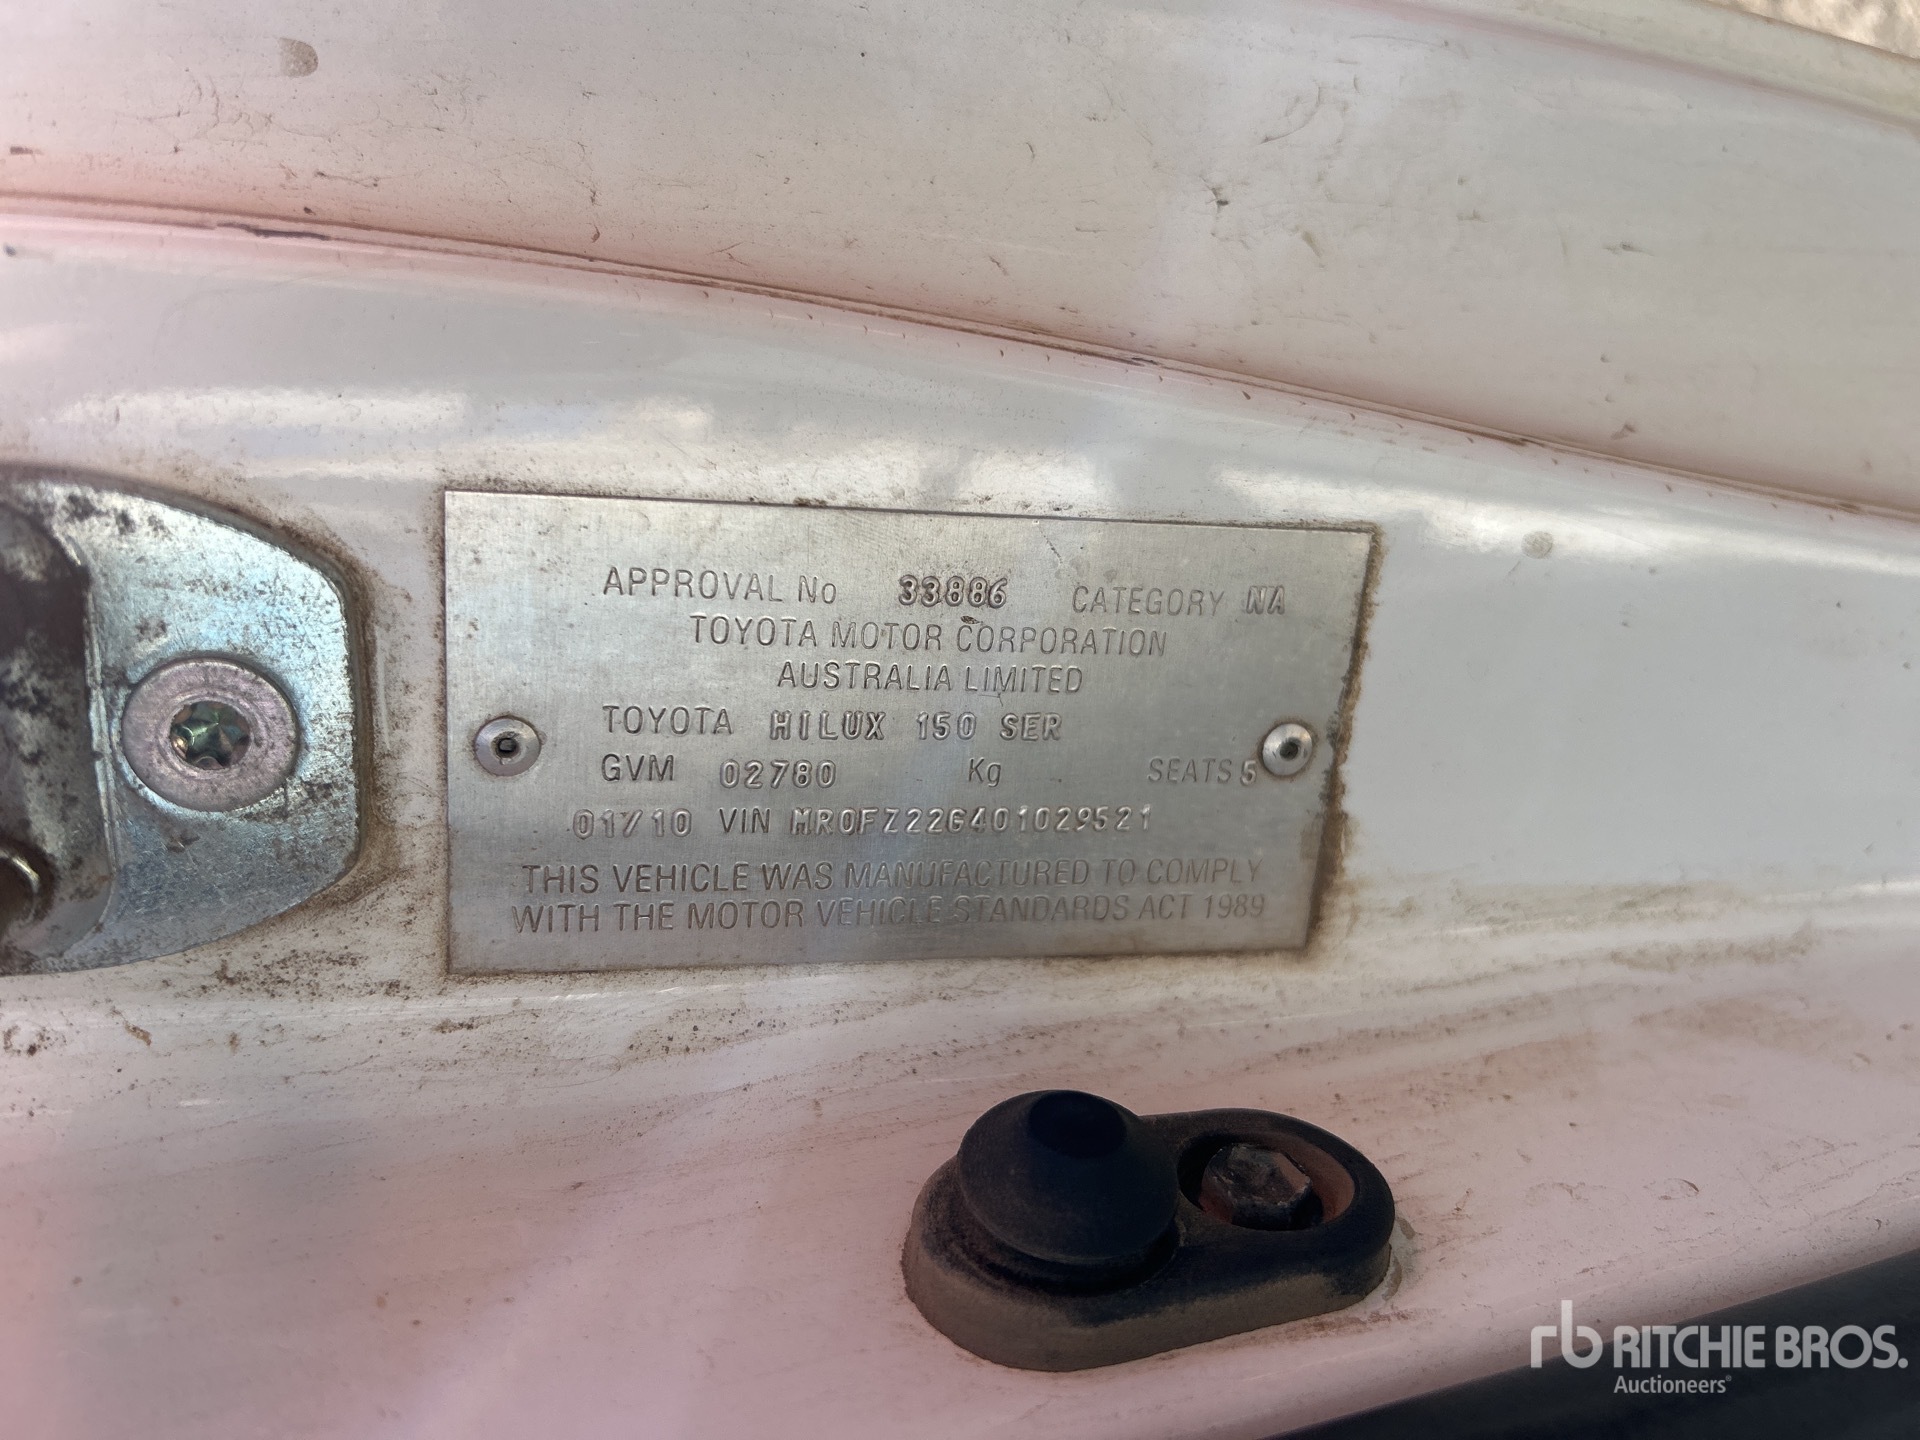 APPROVAL No 33886 CATEGORY NA
TOYOTA MOTOR CORPORATION
AUSTRALIA LIMITED
TOYOTA HILUX 150 SER
GVM 02780 Kg SEATS 5
01/10 VIN MR0FZ22G401029521
THIS VEHICLE WAS MANUFACTURED TO COMPLY
WITH THE MOTOR VEHICLE STANDARDS ACT 1989
rb RITCHIE BROS.
Auctioneers®